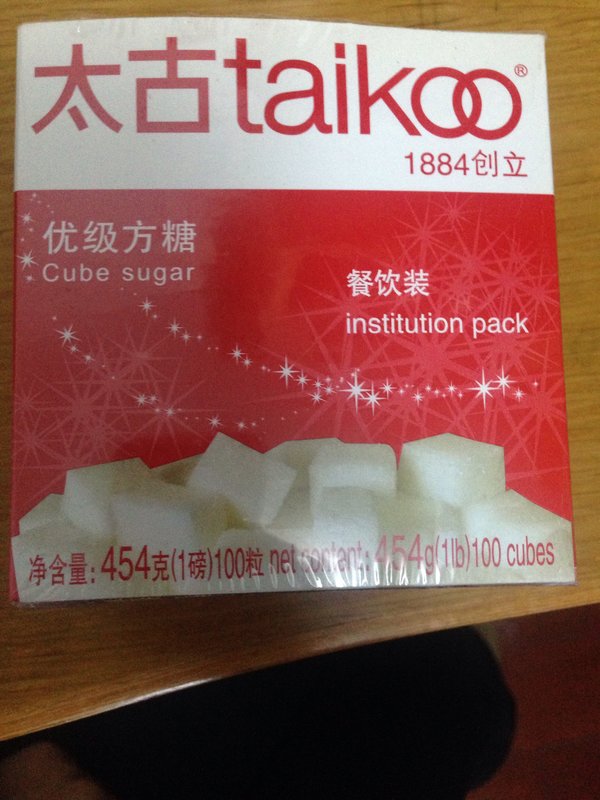 太古taikoo®
1884创立
优级方糖
Cube sugar
餐饮装
institution pack
净含量：454克(1磅)100粒 net content: 454g(1lb)100 cubes